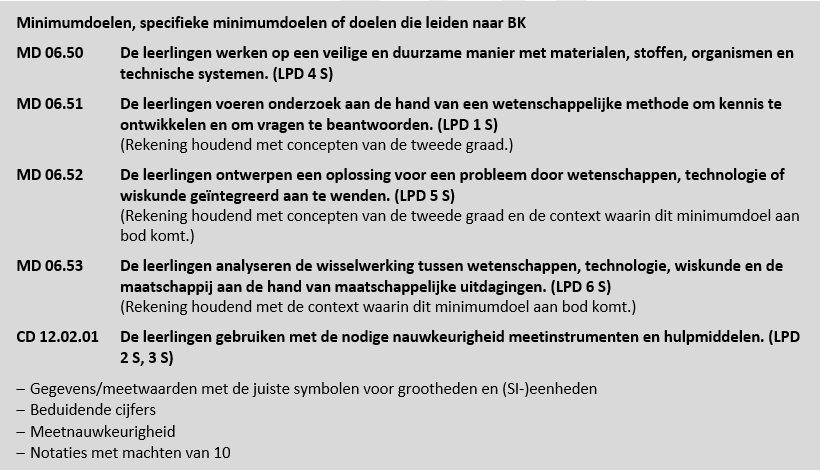 Minimumdoelen, specifieke minimumdoelen of doelen die leiden naar BK
MD 06.50 De leerlingen werken op een veilige en duurzame manier met materialen, stoffen, organismen en
technische systemen. (LPD 4 S)
MD 06.51 De leerlingen voeren onderzoek aan de hand van een wetenschappelijke methode om kennis te
ontwikkelen en om vragen te beantwoorden. (LPD 1 S)
(Rekening houdend met concepten van de tweede graad.)
MD 06.52 De leerlingen ontwerpen een oplossing voor een probleem door wetenschappen, technologie of
wiskunde geïntegreerd aan te wenden. (LPD 5 S)
(Rekening houdend met concepten van de tweede graad en de context waarin dit minimumdoel aan
bod komt.)
MD 06.53 De leerlingen analyseren de wisselwerking tussen wetenschappen, technologie, wiskunde en de
maatschappij aan de hand van maatschappelijke uitdagingen. (LPD 6 S)
(Rekening houdend met de context waarin dit minimumdoel aan bod komt.)
CD 12.02.01 De leerlingen gebruiken met de nodige nauwkeurigheid meetinstrumenten en hulpmiddelen. (LPD
2 S, 3 S)
– Gegevens/meetwaarden met de juiste symbolen voor grootheden en (SI-)eenheden
– Beduidende cijfers
– Meetnauwkeurigheid
– Notaties met machten van 10